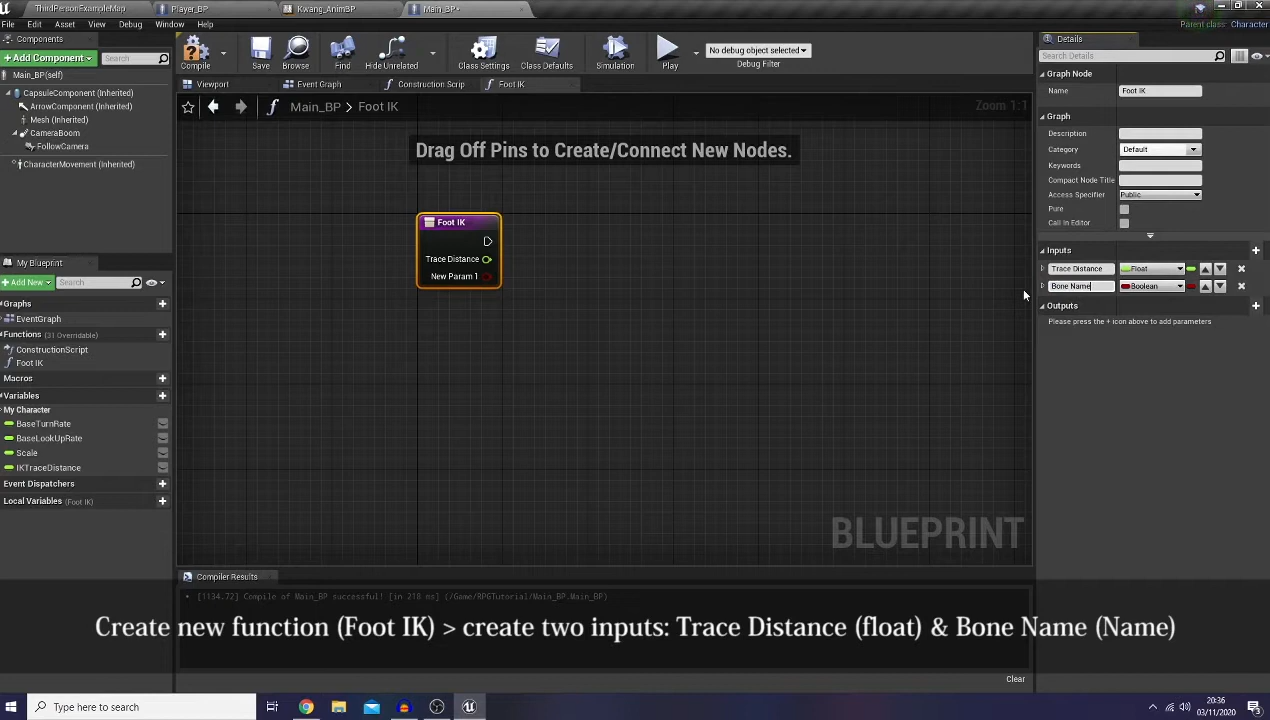 ThirdPersonExampleMap
Player_BP
Kwang_AnimBP
Main_BP*
File Edit Asset View Debug Window Help
Parent class: Character
Components
Details
+ Add Component
Search
Main_BP(self)
CapsuleComponent (Inherited)
ArrowComponent (Inherited)
Mesh (Inherited)
CameraBoom
FollowCamera
CharacterMovement (Inherited)
Compile
Save
Browse
Find
Hide Unrelated
Class Settings
Class Defaults
Simulation
Play
No debug object selected
Debug Filter
Viewport
Event Graph
Construction Scrip
Foot IK
Main_BP > Foot IK
Zoom 1:1
Drag Off Pins to Create/Connect New Nodes.
Foot IK
Trace Distance
New Param 1
BLUEPRINT
Search Details
Graph Node
Name
Foot IK
Graph
Description
Category
Default
Keywords
Compact Node Title
Access Specifier
Public
Pure
Call In Editor
Inputs
Trace Distance
Float
Bone Name
Boolean
Outputs
Please press the + icon above to add parameters
My Blueprint
+ Add New
Search
Graphs
EventGraph
Functions (31 Overridable)
ConstructionScript
Foot IK
Macros
Variables
My Character
BaseTurnRate
BaseLookUpRate
Scale
IKTraceDistance
Event Dispatchers
Local Variables (Foot IK)
Compiler Results
[1134.72] Compile of Main_BP successful! [in 218 ms] (/Game/RPGTutorial/Main_BP.Main_BP)
Create new function (Foot IK) > create two inputs: Trace Distance (float) & Bone Name (Name)
Clear
Type here to search
20:36
03/11/2020
3